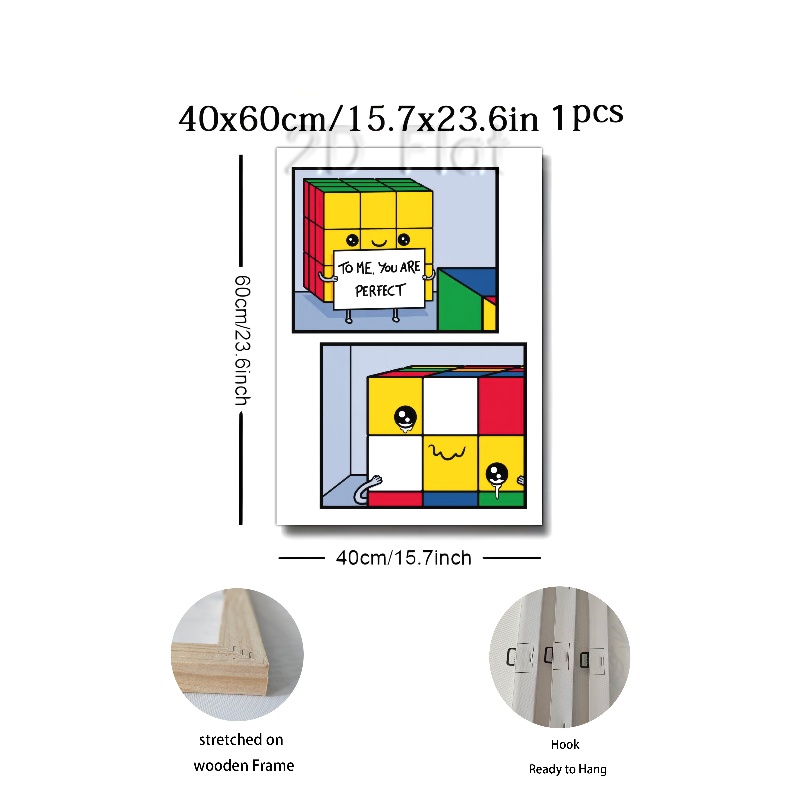 40x60cm/15.7x23.6in 1pcs
2D Flat
TO ME, YOU ARE
PERFECT
60cm/23.6inch
40cm/15.7inch
stretched on
wooden Frame
Hook
Ready to Hang